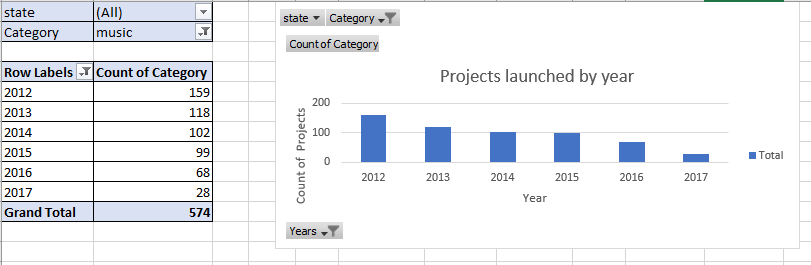 state (All)
Category music
Row Labels Count of Category
2012 159
2013 118
2014 102
2015 99
2016 68
2017 28
Grand Total 574
state Category
Count of Category
Projects launched by year
Count of Projects
200
100
0
2012 2013 2014 2015 2016 2017
Year
Total
Years